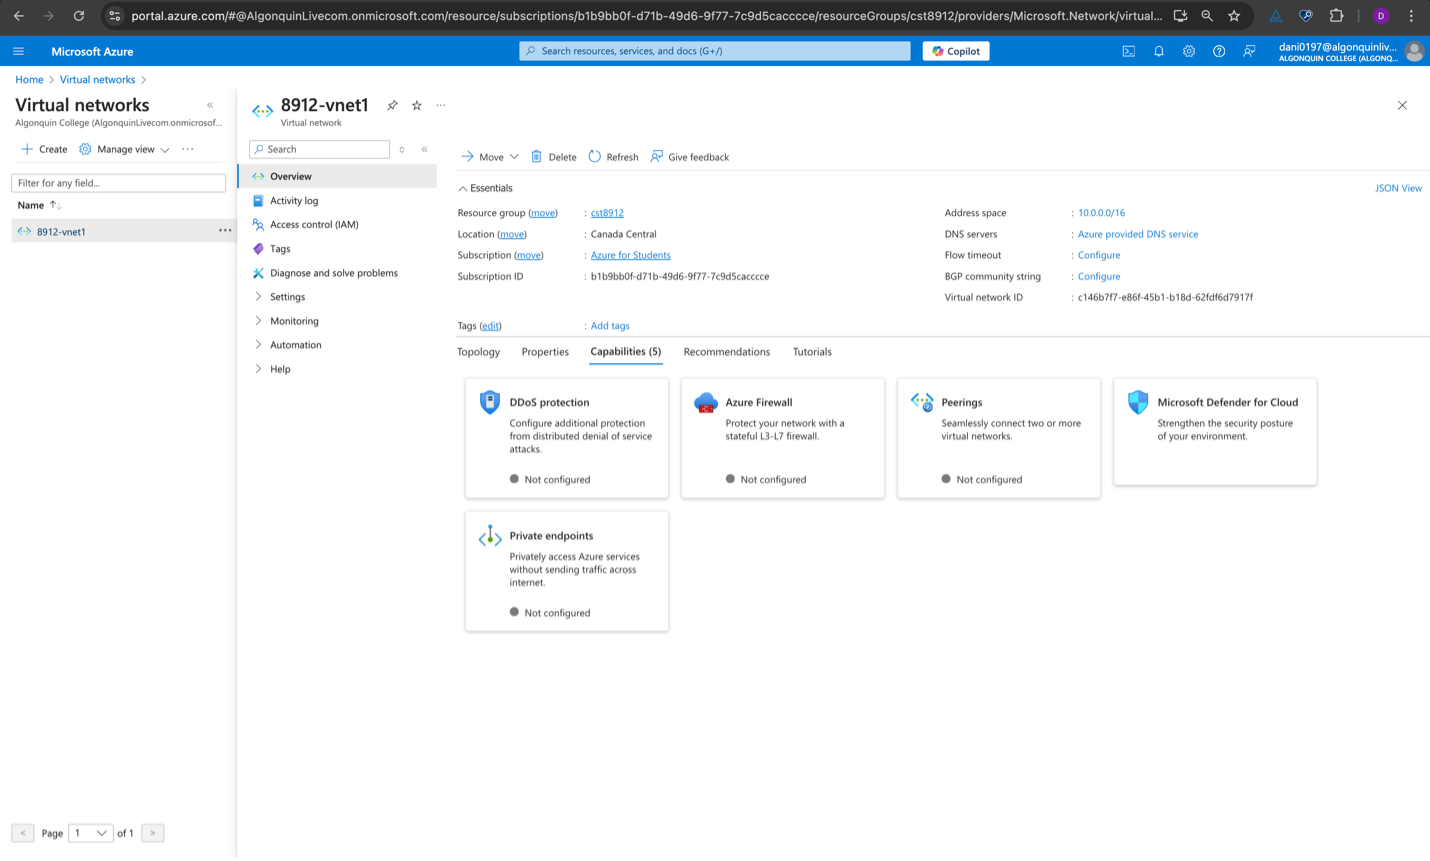 portal.azure.com/#@AlgonquinLivecom.onmicrosoft.com/resource/subscriptions/b1b9bb0f-d71b-49d6-9f77-7c9d5cacccce/resourceGroups/cst8912/providers/Microsoft.Network/virtual...
D
Microsoft Azure
Search resources, services, and docs (G+/)
Copilot
dani0197@algonquinliv...
ALGONQUIN COLLEGE (ALGONQ...
Home > Virtual networks >
Virtual networks
Algonquin College (AlgonquinLivecom.onmicrosof...
Create
Manage view
Filter for any field...
Name
8912-vnet1
Page 1 of 1
8912-vnet1
Virtual network
Search
Overview
Activity log
Access control (IAM)
Tags
Diagnose and solve problems
Settings
Monitoring
Automation
Help
Move
Delete
Refresh
Give feedback
Essentials
JSON View
Resource group (move) : cst8912
Location (move) : Canada Central
Subscription (move) : Azure for Students
Subscription ID : b1b9bb0f-d71b-49d6-9f77-7c9d5cacccce
Address space : 10.0.0.0/16
DNS servers : Azure provided DNS service
Flow timeout : Configure
BGP community string : Configure
Virtual network ID : c146b7f7-e86f-45b1-b18d-62fdf6d7917f
Tags (edit) : Add tags
Topology
Properties
Capabilities (5)
Recommendations
Tutorials
DDoS protection
Configure additional protection
from distributed denial of service
attacks.
Not configured
Azure Firewall
Protect your network with a
stateful L3-L7 firewall.
Not configured
Peerings
Seamlessly connect two or more
virtual networks.
Not configured
Microsoft Defender for Cloud
Strengthen the security posture
of your environment.
Private endpoints
Privately access Azure services
without sending traffic across
internet.
Not configured